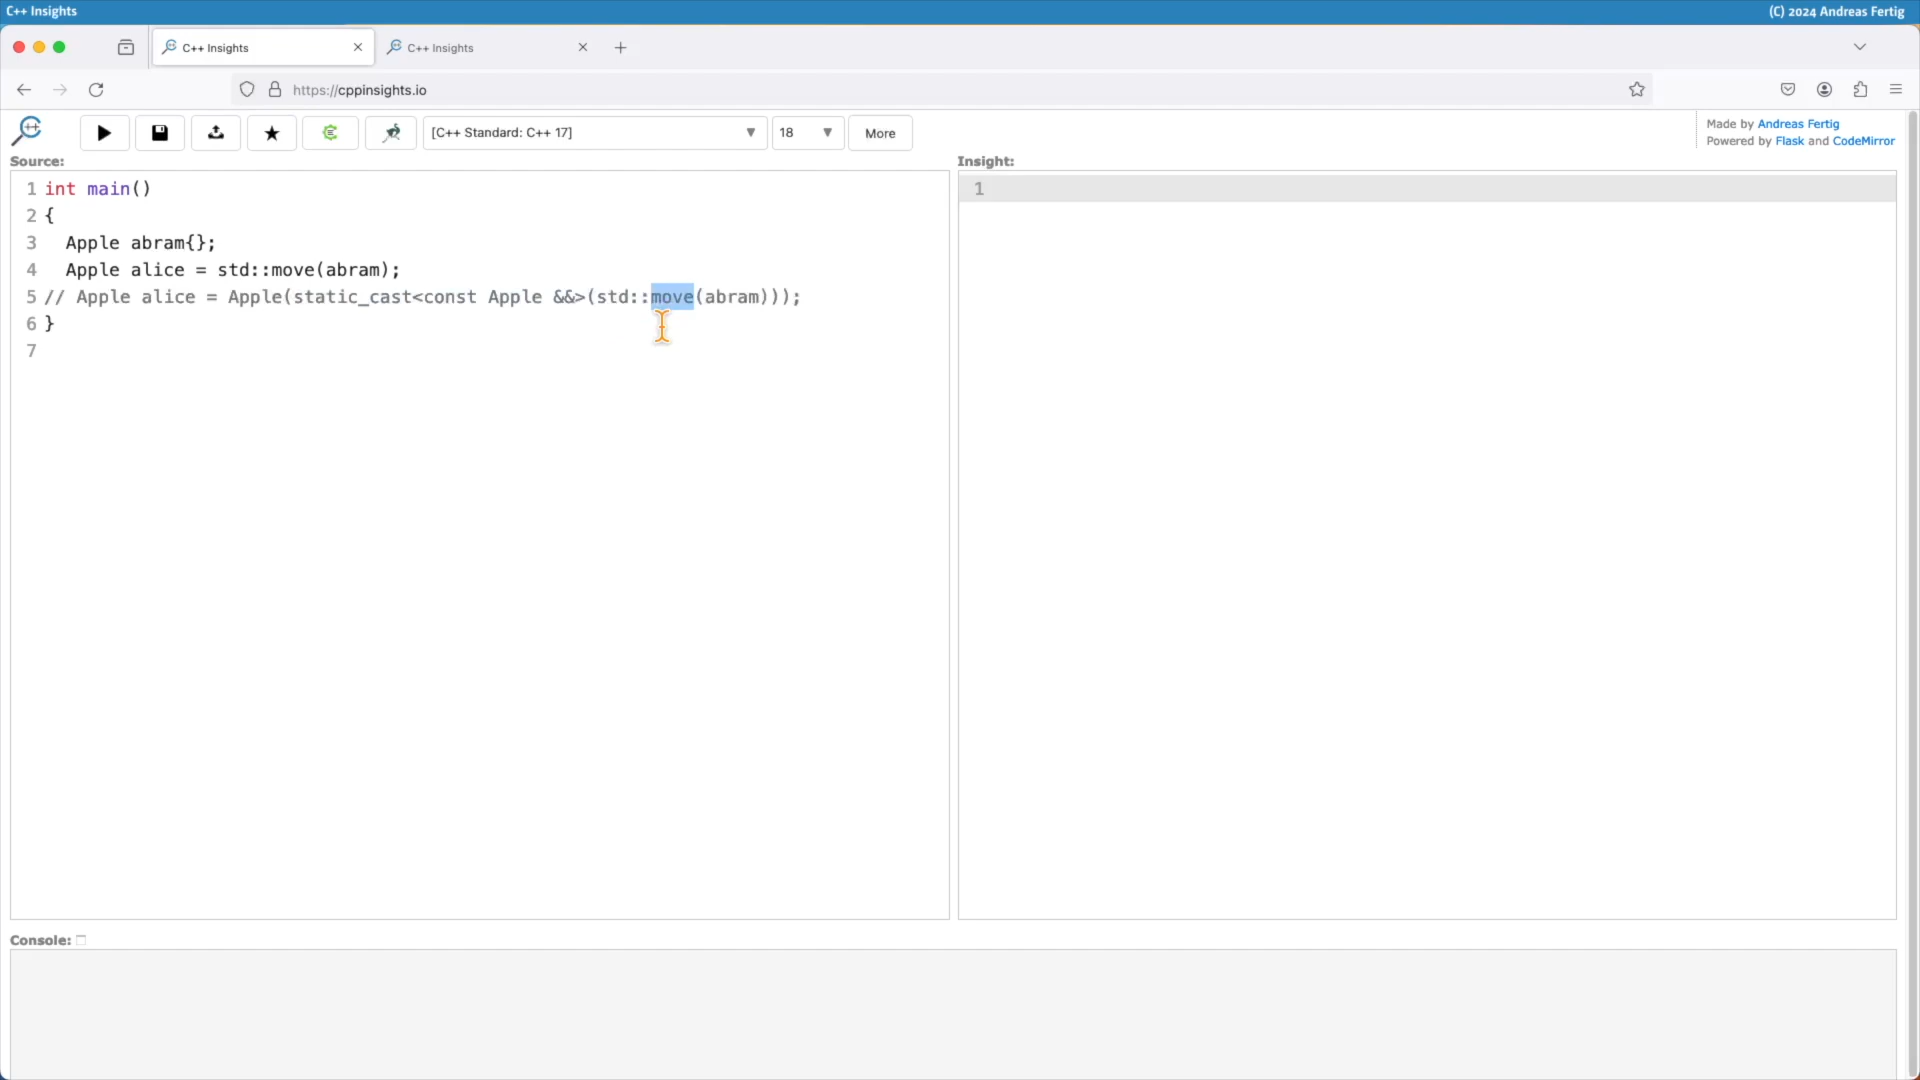 C++ Insights
(C) 2024 Andreas Fertig
C++ Insights
C++ Insights
https://cppinsights.io
[C++ Standard: C++ 17]
18
More
Made by Andreas Fertig
Powered by Flask and CodeMirror
Source:
1 int main()
2 {
3   Apple abram{};
4   Apple alice = std::move(abram);
5 // Apple alice = Apple(static_cast<const Apple &&>(std::move(abram)));
6 }
7
Insight:
1
Console: